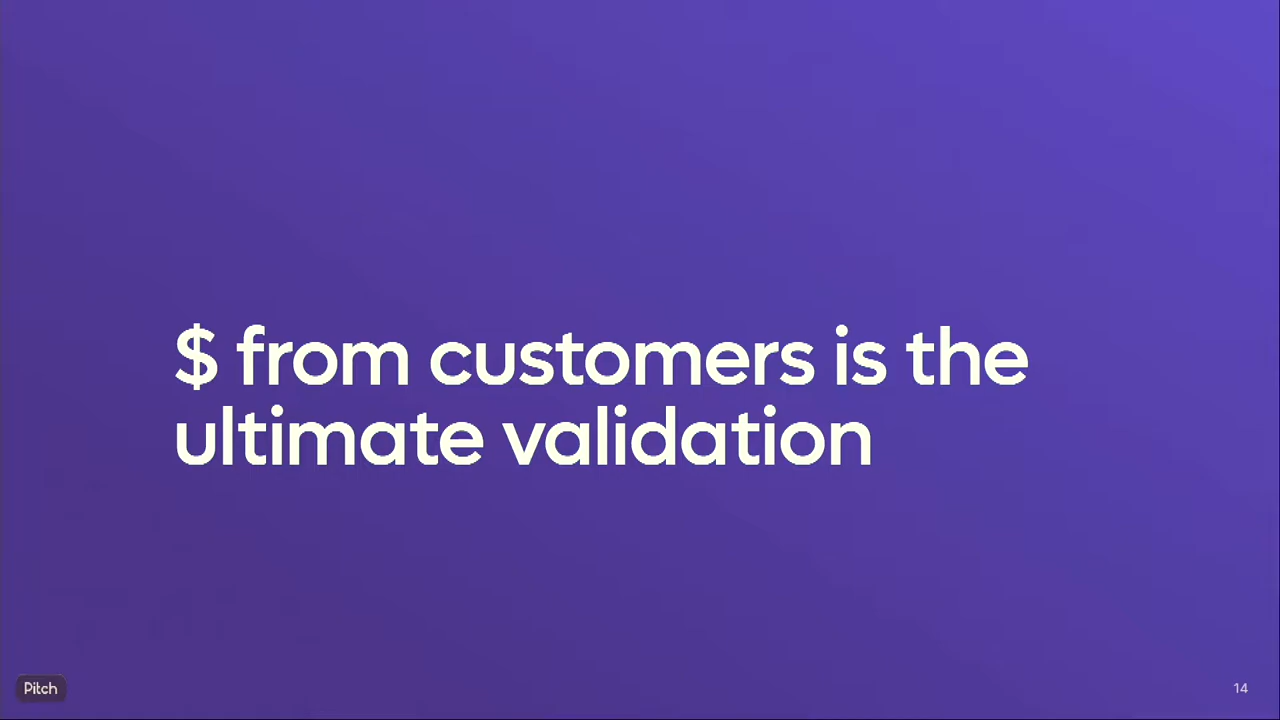 $ from customers is the
ultimate validation
Pitch
14